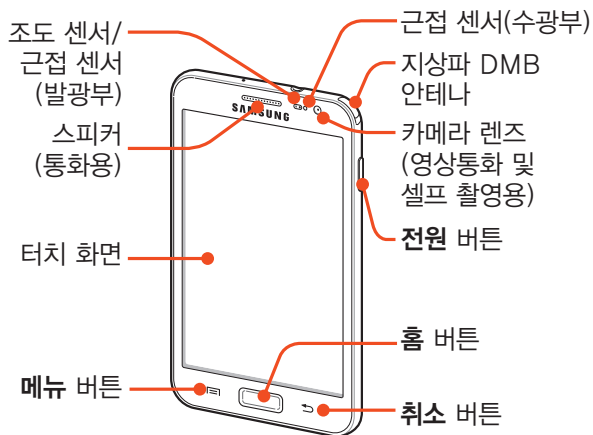 조도 센서/
근접 센서
(발광부)
스피커
(통화용)
터치 화면
메뉴 버튼
SAMSUNG
근접 센서(수광부)
지상파 DMB
안테나
카메라 렌즈
(영상통화 및
셀프 촬영용)
전원 버튼
홈 버튼
취소 버튼